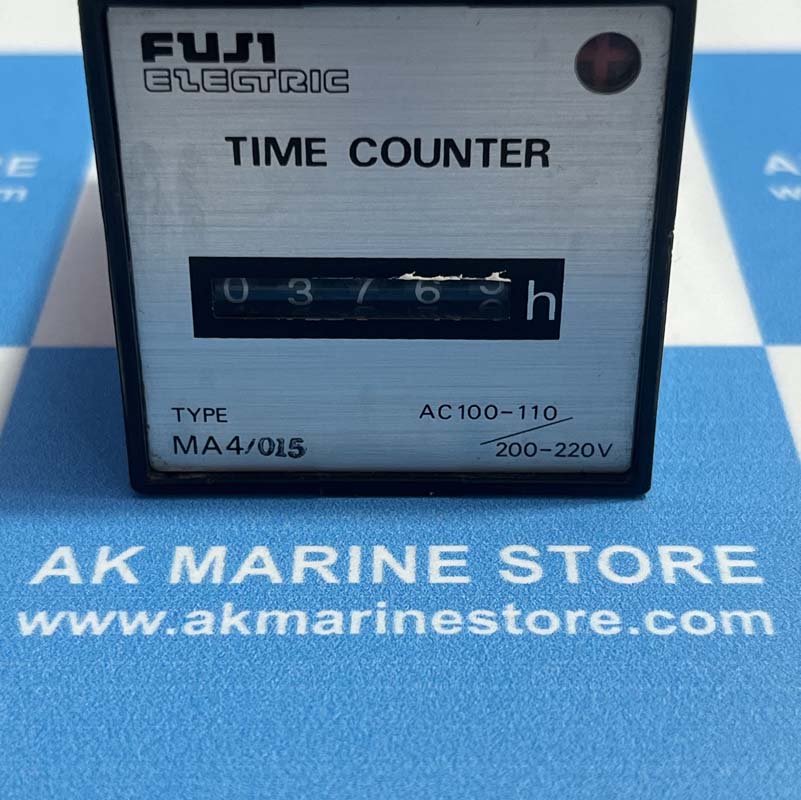 FUJI
ELECTRIC
TIME COUNTER
0 3 7 6 h
TYPE
MA4/015
AC100-110
200-220V
AK MARINE STORE
www.akmarinestore.com